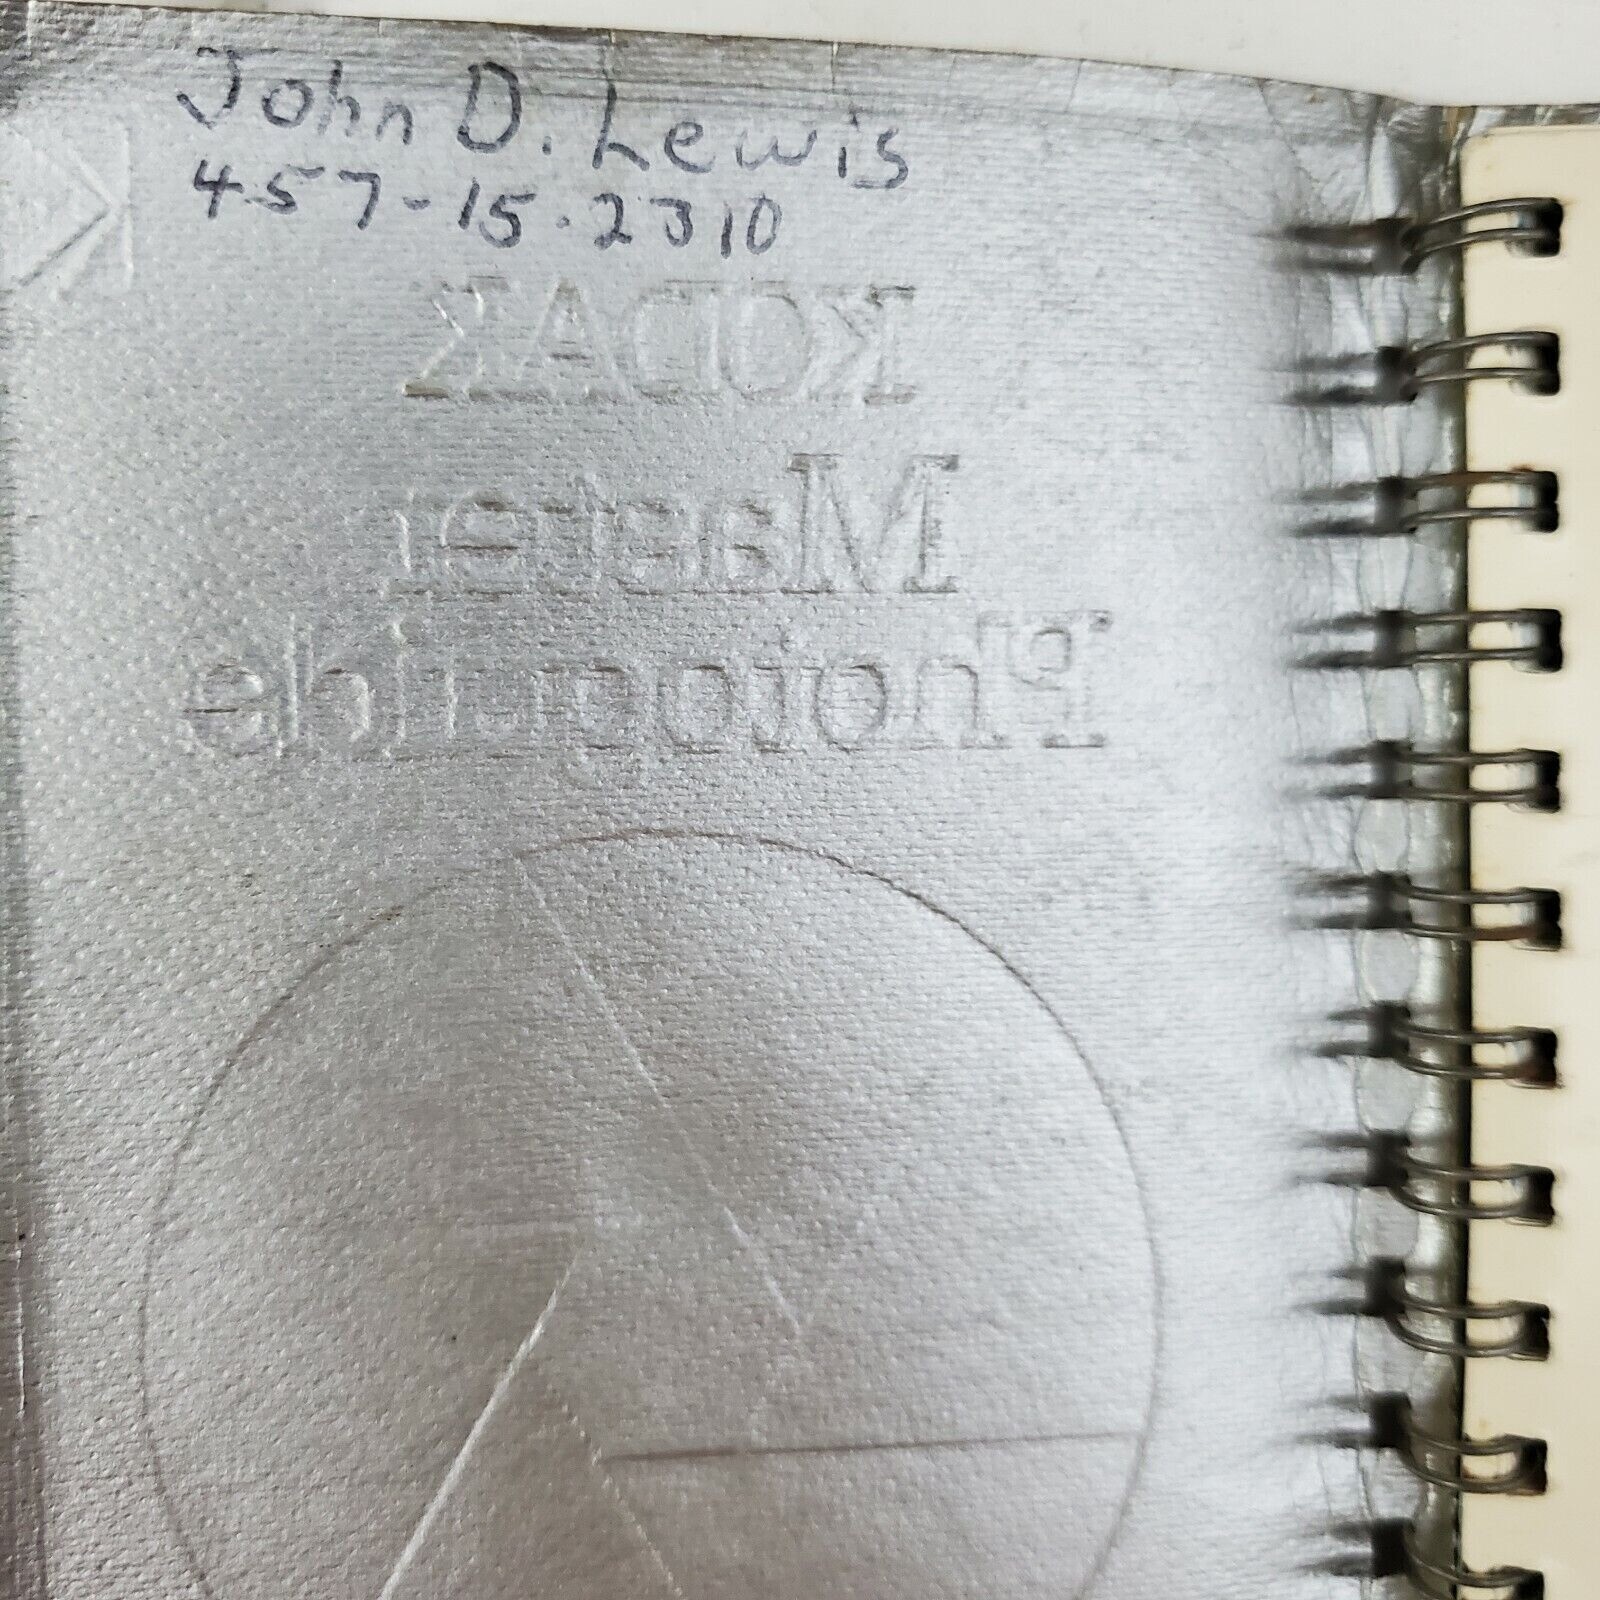 John D. Lewis
457-15-2310
KODAK
Master
Photoguide